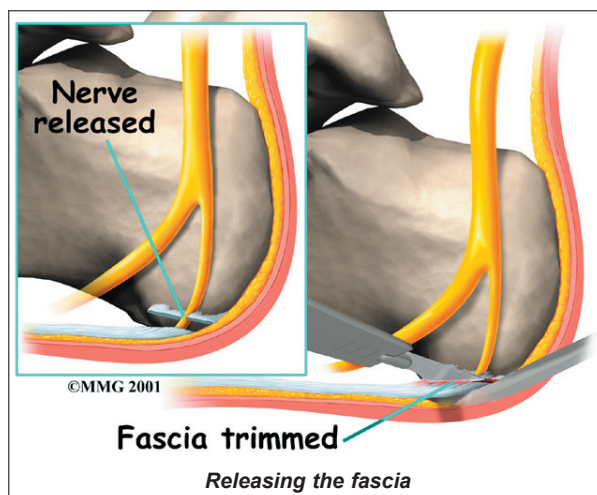 Nerve
released
©MMG 2001
Fascia trimmed
Releasing the fascia